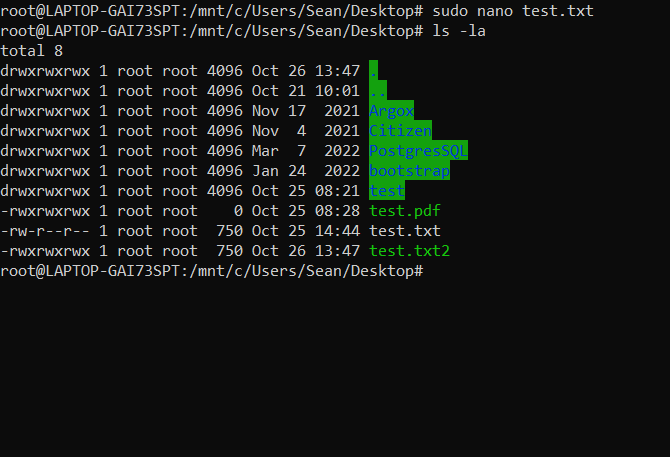 root@LAPTOP-GAI73SPT:/mnt/c/Users/Sean/Desktop# sudo nano test.txt
root@LAPTOP-GAI73SPT:/mnt/c/Users/Sean/Desktop# ls -la
total 8
drwxrwxrwx 1 root root 4096 Oct 26 13:47 .
drwxrwxrwx 1 root root 4096 Oct 21 10:01 ..
drwxrwxrwx 1 root root 4096 Nov 17  2021 Argox
drwxrwxrwx 1 root root 4096 Nov  4  2021 Citizen
drwxrwxrwx 1 root root 4096 Mar  7  2022 PostgresSQL
drwxrwxrwx 1 root root 4096 Jan 24  2022 bootstrap
drwxrwxrwx 1 root root 4096 Oct 25 08:21 test
-rwxrwxrwx 1 root root    0 Oct 25 08:28 test.pdf
-rw-r--r-- 1 root root  750 Oct 25 14:44 test.txt
-rwxrwxrwx 1 root root  750 Oct 26 13:47 test.txt2
root@LAPTOP-GAI73SPT:/mnt/c/Users/Sean/Desktop#